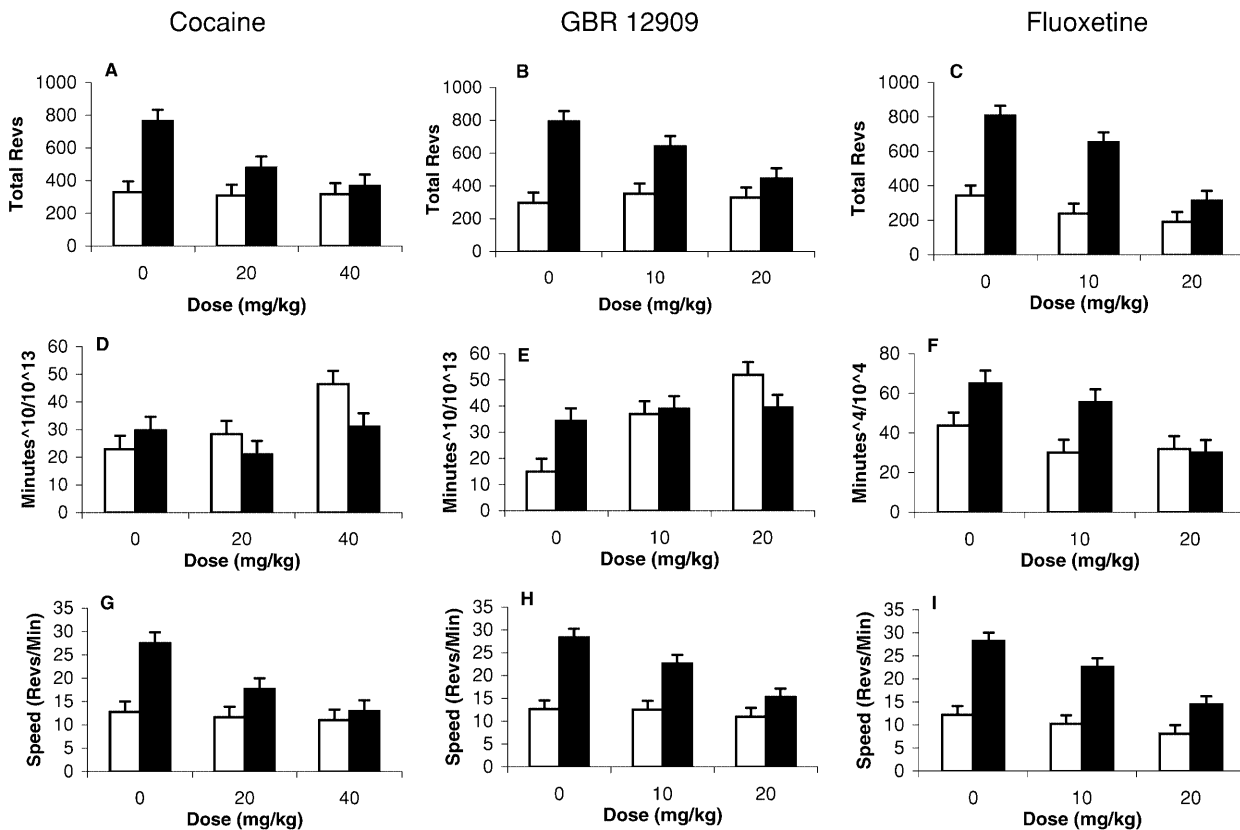 Cocaine GBR 12909 Fluoxetine
A
Total Revs
1000
800
600
400
200
0
0 20 40
Dose (mg/kg)
B
Total Revs
1000
800
600
400
200
0
0 10 20
Dose (mg/kg)
C
Total Revs
1000
800
600
400
200
0
0 10 20
Dose (mg/kg)
D
Minutes^10/10^13
60
50
40
30
20
10
0
0 20 40
Dose (mg/kg)
E
Minutes^10/10^13
60
50
40
30
20
10
0
0 10 20
Dose (mg/kg)
F
Minutes^4/10^4
80
60
40
20
0
0 10 20
Dose (mg/kg)
G
Speed (Revs/Min)
35
30
25
20
15
10
5
0
0 20 40
Dose (mg/kg)
H
Speed (Revs/Min)
35
30
25
20
15
10
5
0
0 10 20
Dose (mg/kg)
I
Speed (Revs/Min)
35
30
25
20
15
10
5
0
0 10 20
Dose (mg/kg)